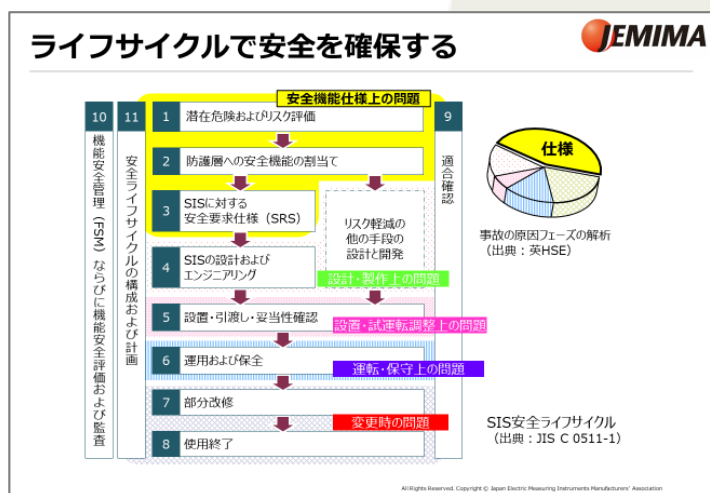 ライフサイクルで安全を確保する
JEMIMA
安全機能仕様上の問題
10
機能安全管理（FSM）ならびに機能安全評価および監査
11
安全ライフサイクルの構成および計画
1
潜在危険およびリスク評価
2
防護層への安全機能の割当て
3
SISに対する
安全要求仕様（SRS）
4
SISの設計および
エンジニアリング
リスク軽減の
他の手段の
設計と開発
設計・製作上の問題
5
設置・引渡し・妥当性確認
設置・試運転調整上の問題
6
運用および保全
運転・保守上の問題
7
部分改修
変更時の問題
8
使用終了
9
適合確認
仕様
事故の原因フェーズの解析
（出典：英HSE）
SIS安全ライフサイクル
（出典：JIS C 0511-1）
All Rights Reserved. Copyright © Japan Electric Measuring Instruments Manufacturers' Association